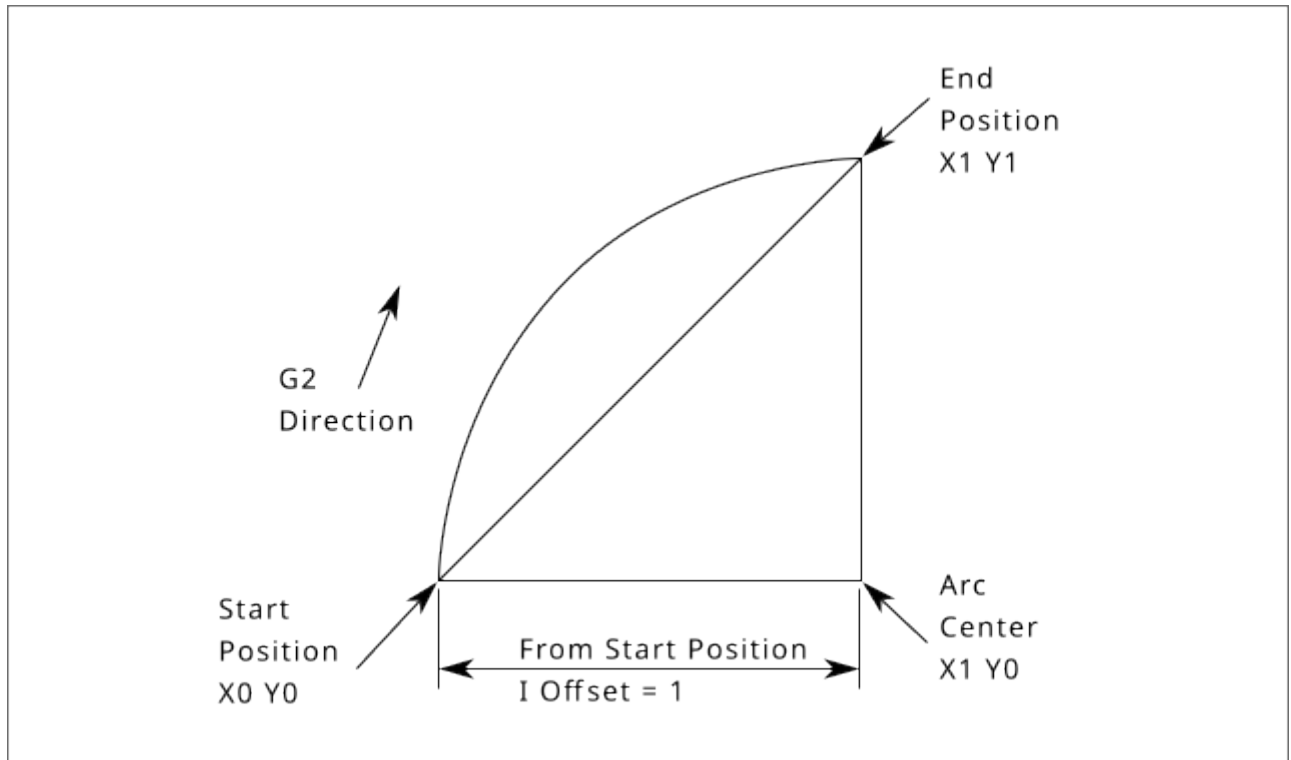 End
Position
X1 Y1
G2
Direction
Start
Position
X0 Y0
From Start Position
I Offset = 1
Arc
Center
X1 Y0